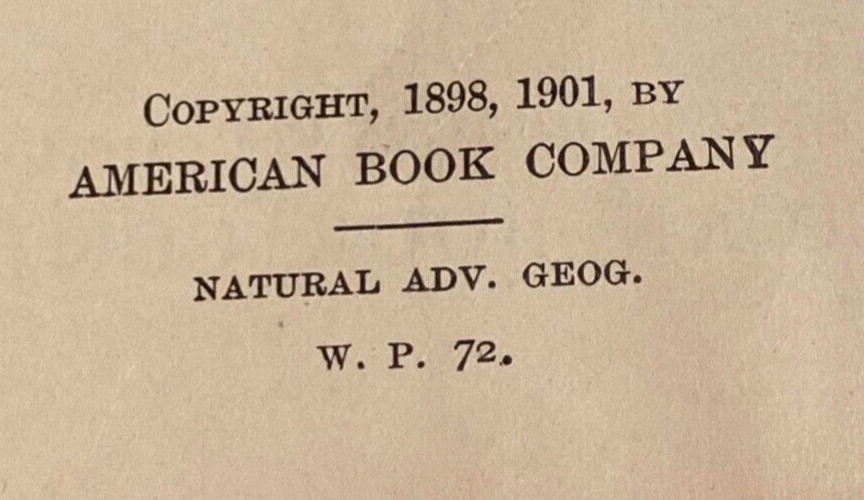 COPYRIGHT, 1898, 1901, BY
AMERICAN BOOK COMPANY
NATURAL ADV. GEOG.
W. P. 72.